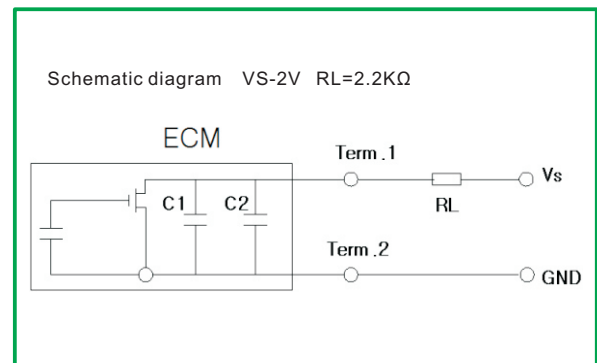 Schematic diagram VS-2V RL=2.2KΩ
ECM
Term .1
Vs
C1 C2
RL
Term .2
GND